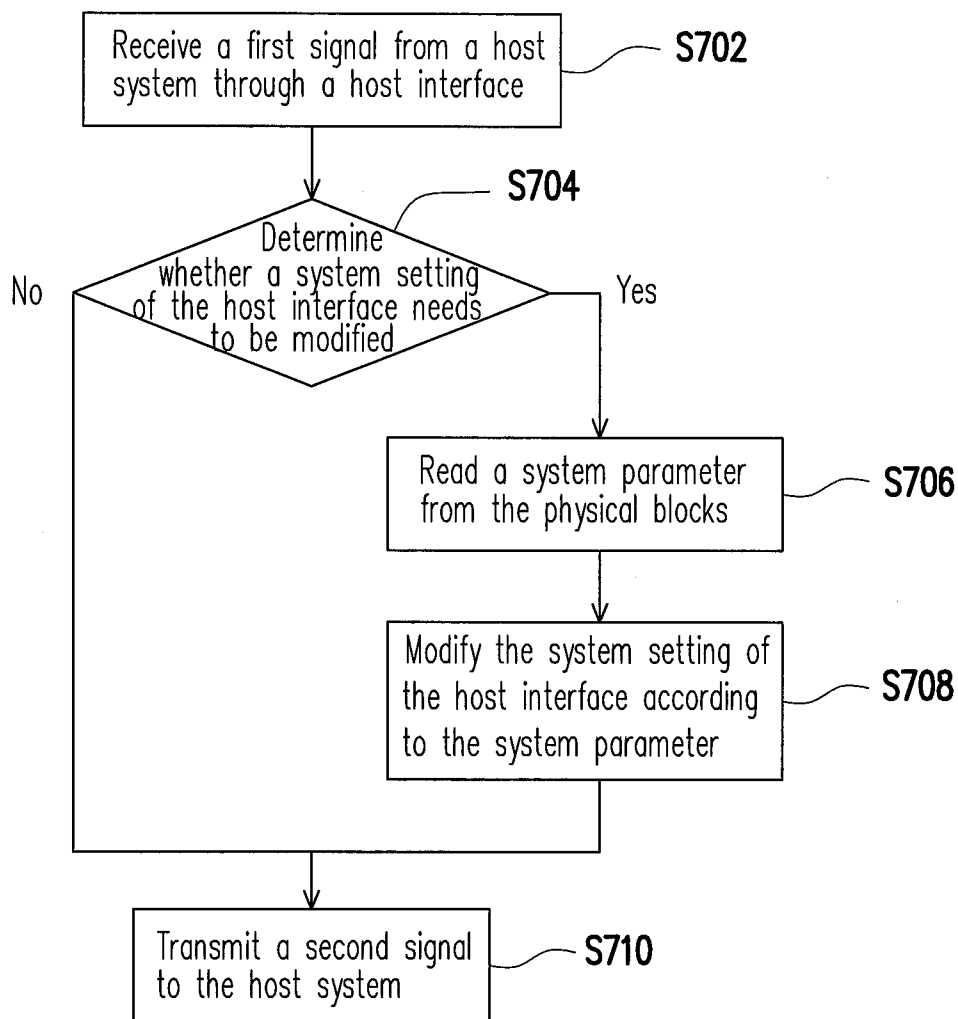 Receive a first signal from a host
system through a host interface
S702
S704
Determine
whether a system setting
of the host interface needs
to be modified
No
Yes
Read a system parameter
from the physical blocks
S706
Modify the system setting of
the host interface according
to the system parameter
S708
Transmit a second signal
to the host system
S710